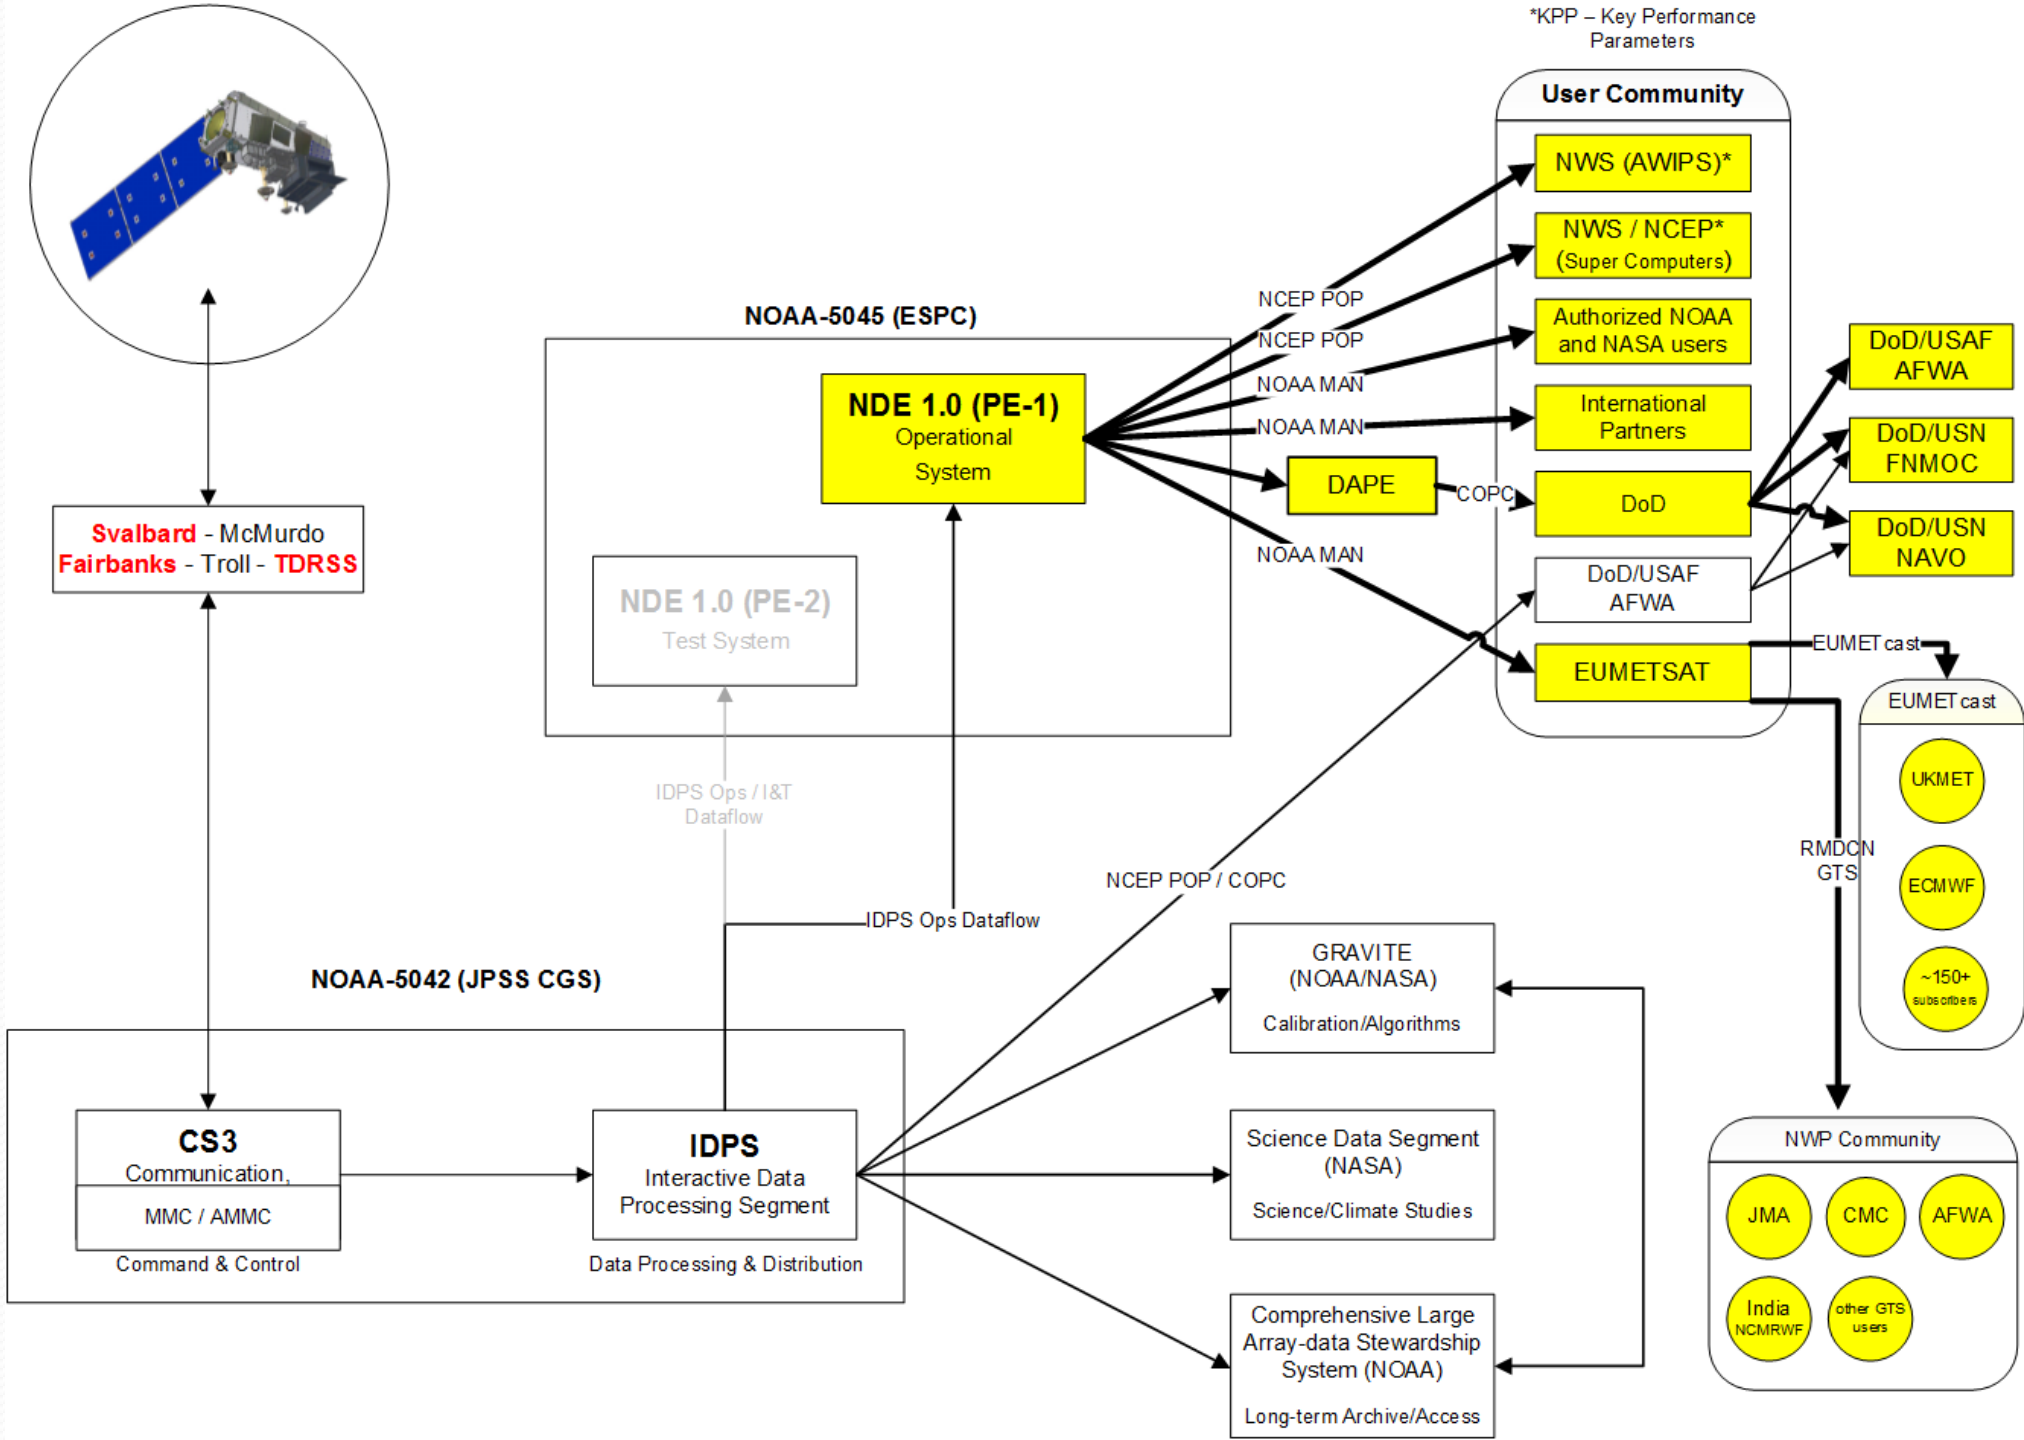 *KPP – Key Performance
Parameters
User Community
NWS (AWIPS)*
NWS / NCEP*
(Super Computers)
Authorized NOAA
and NASA users
International
Partners
DoD
DoD/USAF
AFWA
EUMETSAT
DoD/USAF
AFWA
DoD/USN
FNMOC
DoD/USN
NAVO
NOAA-5045 (ESPC)
NDE 1.0 (PE-1)
Operational
System
NDE 1.0 (PE-2)
Test System
NCEP POP
NCEP POP
NOAA MAN
NOAA MAN
DAPE
COPC
NOAA MAN
EUMETcast
EUMETcast
UKMET
ECMWF
~150+
subscribers
RMDCN
GTS
NWP Community
JMA
CMC
AFWA
India
NCMRWF
other GTS
users
Svalbard - McMurdo
Fairbanks - Troll - TDRSS
IDPS Ops / I&T
Dataflow
IDPS Ops Dataflow
NCEP POP / COPC
NOAA-5042 (JPSS CGS)
CS3
Communication,
MMC / AMMC
Command & Control
IDPS
Interactive Data
Processing Segment
Data Processing & Distribution
GRAVITE
(NOAA/NASA)
Calibration/Algorithms
Science Data Segment
(NASA)
Science/Climate Studies
Comprehensive Large
Array-data Stewardship
System (NOAA)
Long-term Archive/Access